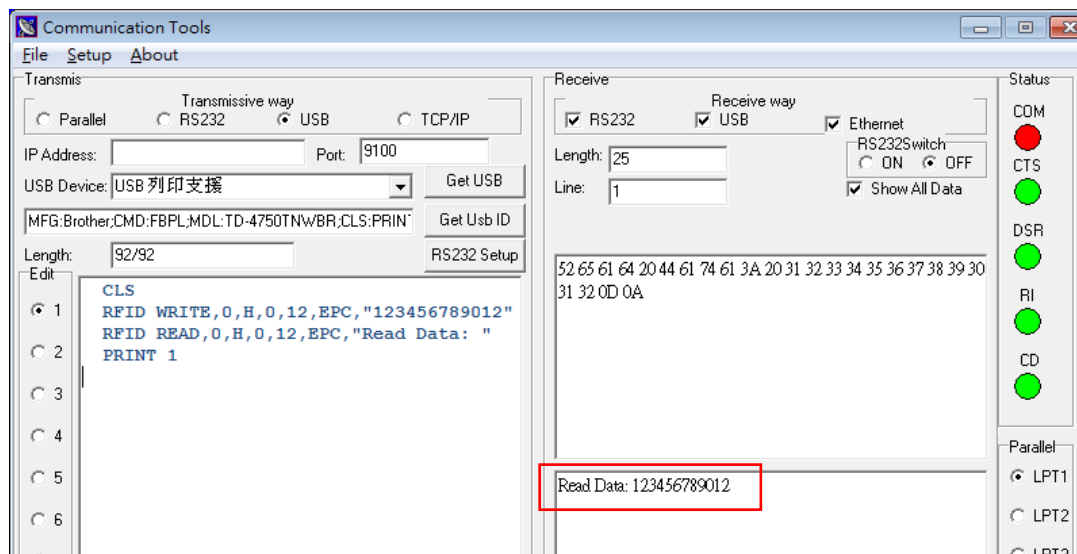 Communication Tools
File Setup About
Transmis
Transmissive way
Parallel RS232 USB TCP/IP
IP Address: Port: 9100
USB Device: USB 列印支援 Get USB
MFG:Brother;CMD:FBPL;MDL:TD-4750TNWBR;CLS:PRINT Get Usb ID
Length: 92/92 RS232 Setup
Edit
1
2
3
4
5
6
CLS
RFID WRITE,0,H,0,12,EPC,"123456789012"
RFID READ,0,H,0,12,EPC,"Read Data: "
PRINT 1
Receive
Receive way
RS232 USB Ethernet
Length: 25
RS232Switch
ON OFF
Line: 1
Show All Data
52 65 61 64 20 44 61 74 61 3A 20 31 32 33 34 35 36 37 38 39 30
31 32 0D 0A
Read Data: 123456789012
Status
COM
CTS
DSR
RI
CD
Parallel
LPT1
LPT2